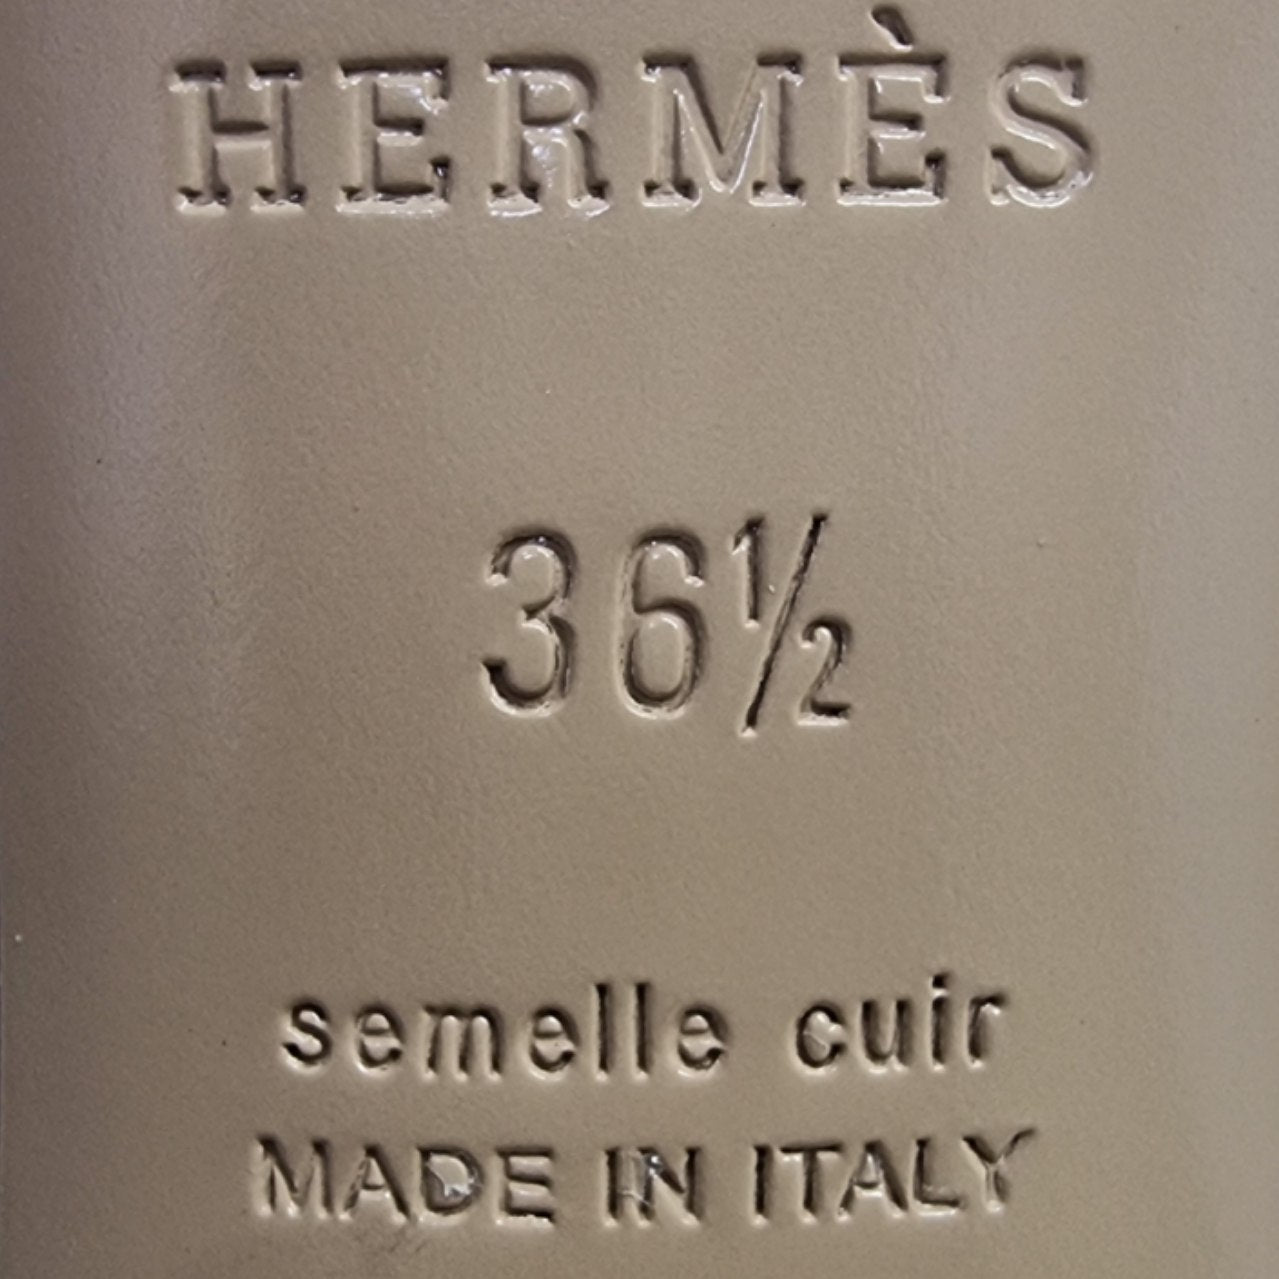 HERMÈS
36½
semelle cuir
MADE IN ITALY